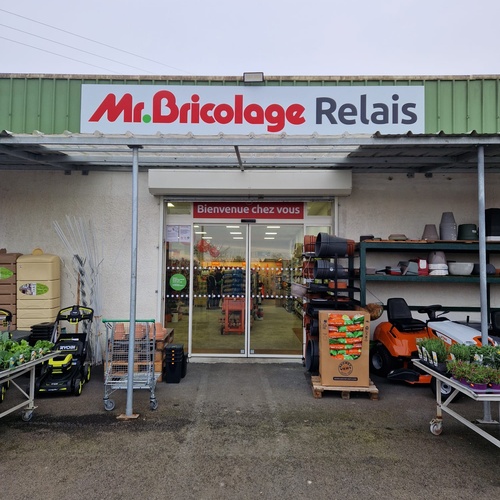 Mr.Bricolage Relais
Bienvenue chez vous
RYOBI